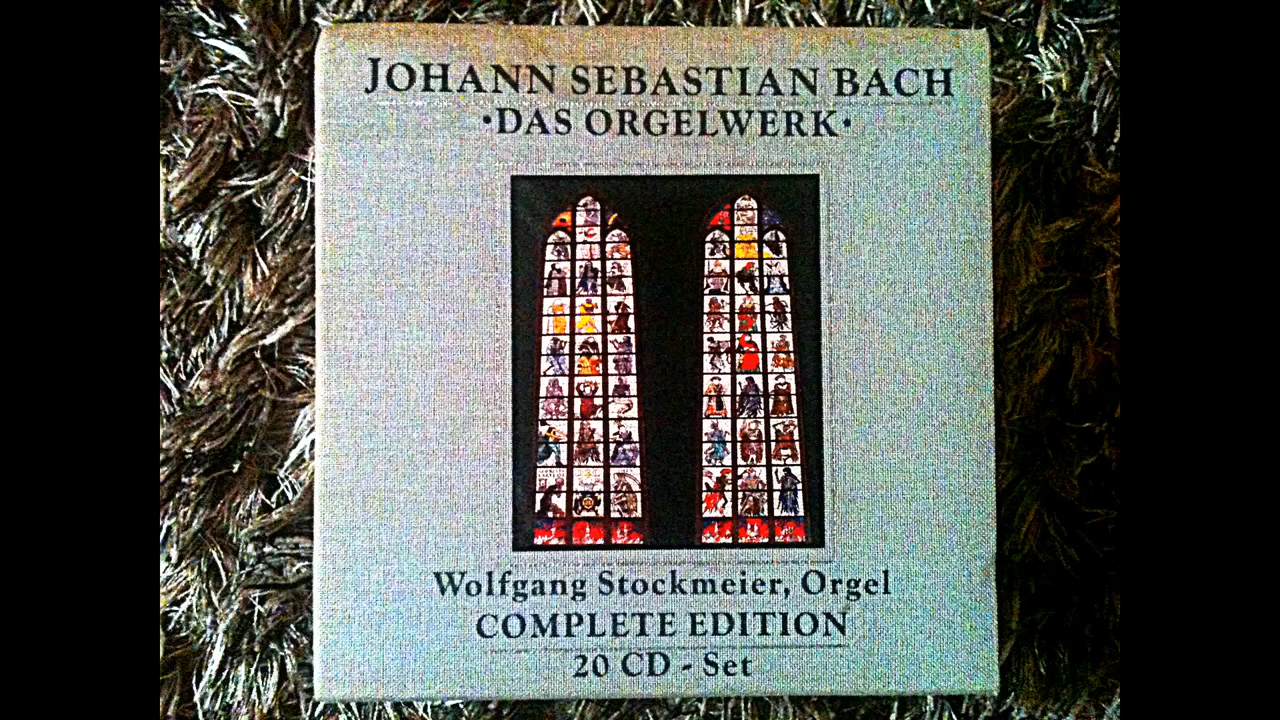 JOHANN SEBASTIAN BACH
·DAS ORGELWERK·
Wolfgang Stockmeier, Orgel
COMPLETE EDITION
20 CD - Set